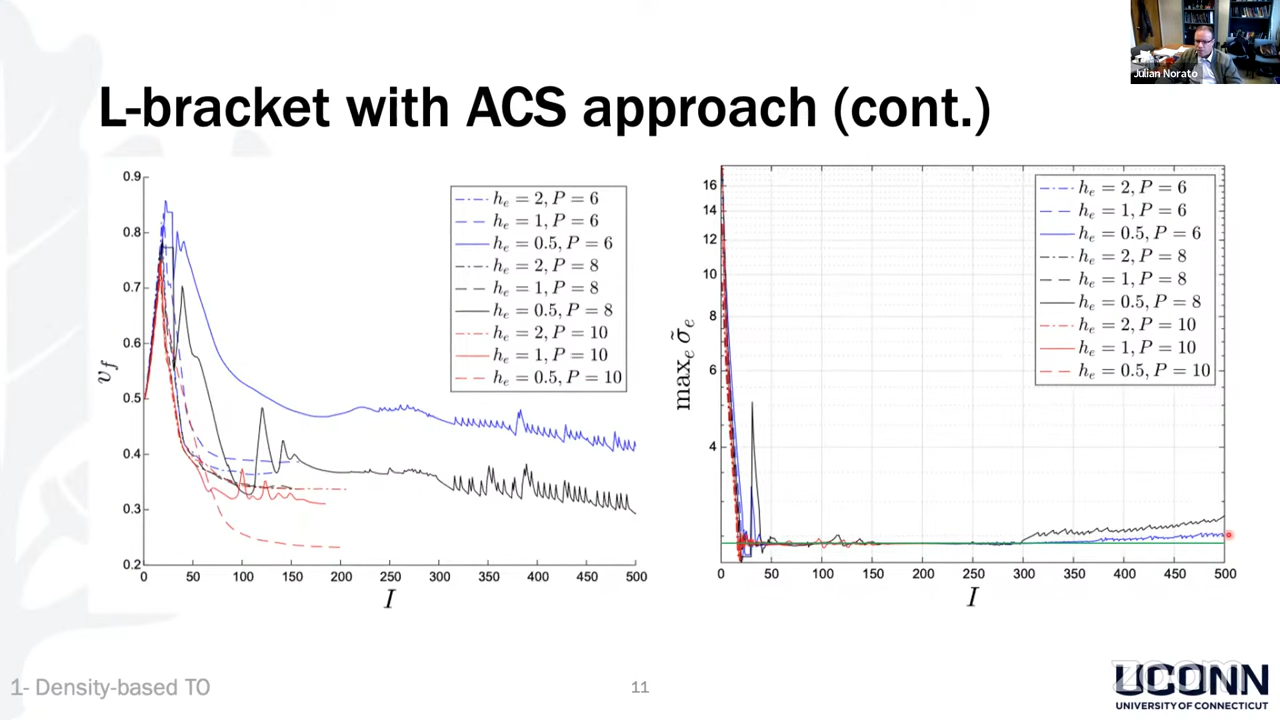 Julian Norato
L-bracket with ACS approach (cont.)
0.9
0.8
0.7
0.6
0.5
0.4
0.3
0.2
v_f
0 50 100 150 200 250 300 350 400 450 500
I
h_e = 2, P = 6
h_e = 1, P = 6
h_e = 0.5, P = 6
h_e = 2, P = 8
h_e = 1, P = 8
h_e = 0.5, P = 8
h_e = 2, P = 10
h_e = 1, P = 10
h_e = 0.5, P = 10
16
14
12
10
8
6
4
max_e σ̃_e
0 50 100 150 200 250 300 350 400 450 500
I
h_e = 2, P = 6
h_e = 1, P = 6
h_e = 0.5, P = 6
h_e = 2, P = 8
h_e = 1, P = 8
h_e = 0.5, P = 8
h_e = 2, P = 10
h_e = 1, P = 10
h_e = 0.5, P = 10
1- Density-based TO
11
zoom
UCONN
UNIVERSITY OF CONNECTICUT